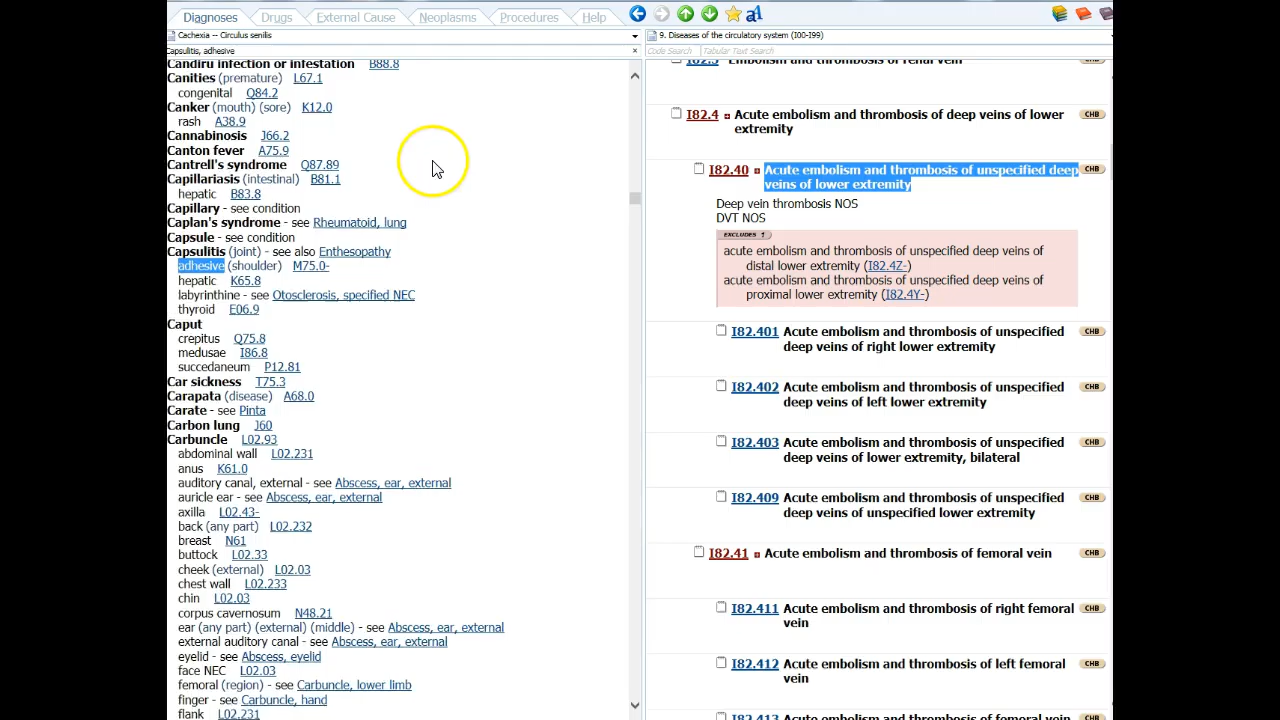 Diagnoses Drugs External Cause Neoplasms Procedures Help
Cachexia -- Circulus senilis
Capsulitis, adhesive
Candiru infection or infestation B88.8
Canities (premature) L67.1
congenital Q84.2
Canker (mouth) (sore) K12.0
rash A38.9
Cannabinosis J66.2
Canton fever A75.9
Cantrell's syndrome Q87.89
Capillariasis (intestinal) B81.1
hepatic B83.8
Capillary - see condition
Caplan's syndrome - see Rheumatoid, lung
Capsule - see condition
Capsulitis (joint) - see also Enthesopathy
adhesive (shoulder) M75.0-
hepatic K65.8
labyrinthine - see Otosclerosis, specified NEC
thyroid E06.9
Caput
crepitus Q75.8
medusae I86.8
succedaneum P12.81
Car sickness T75.3
Carapata (disease) A68.0
Carate - see Pinta
Carbon lung J60
Carbuncle L02.93
abdominal wall L02.231
anus K61.0
auditory canal, external - see Abscess, ear, external
auricle ear - see Abscess, ear, external
axilla L02.43-
back (any part) L02.232
breast N61
buttock L02.33
cheek (external) L02.03
chest wall L02.233
chin L02.03
corpus cavernosum N48.21
ear (any part) (external) (middle) - see Abscess, ear, external
external auditory canal - see Abscess, ear, external
eyelid - see Abscess, eyelid
face NEC L02.03
femoral (region) - see Carbuncle, lower limb
finger - see Carbuncle, hand
flank L02.231
9. Diseases of the circulatory system (I00-I99)
Code Search Tabular Text Search
I82.3 Embolism and thrombosis of renal vein CHB
I82.4 Acute embolism and thrombosis of deep veins of lower CHB
extremity
I82.40 Acute embolism and thrombosis of unspecified deep CHB
veins of lower extremity
Deep vein thrombosis NOS
DVT NOS
EXCLUDES 1
acute embolism and thrombosis of unspecified deep veins of
distal lower extremity (I82.4Z-)
acute embolism and thrombosis of unspecified deep veins of
proximal lower extremity (I82.4Y-)
I82.401 Acute embolism and thrombosis of unspecified CHB
deep veins of right lower extremity
I82.402 Acute embolism and thrombosis of unspecified CHB
deep veins of left lower extremity
I82.403 Acute embolism and thrombosis of unspecified CHB
deep veins of lower extremity, bilateral
I82.409 Acute embolism and thrombosis of unspecified CHB
deep veins of unspecified lower extremity
I82.41 Acute embolism and thrombosis of femoral vein CHB
I82.411 Acute embolism and thrombosis of right femoral CHB
vein
I82.412 Acute embolism and thrombosis of left femoral CHB
vein
I82.413 Acute embolism and thrombosis of femoral vein CHB